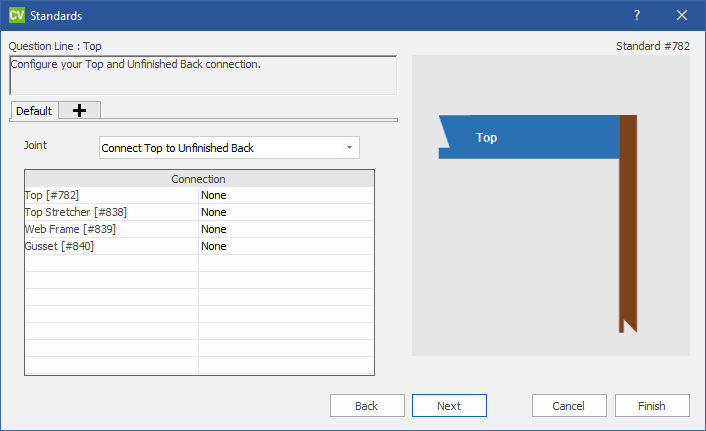 CV Standards ?
Question Line : Top
Standard #782
Configure your Top and Unfinished Back connection.
Default
Joint
Connect Top to Unfinished Back
Connection
Top [#782] None
Top Stretcher [#838] None
Web Frame [#839] None
Gusset [#840] None
Top
Back Next Cancel Finish